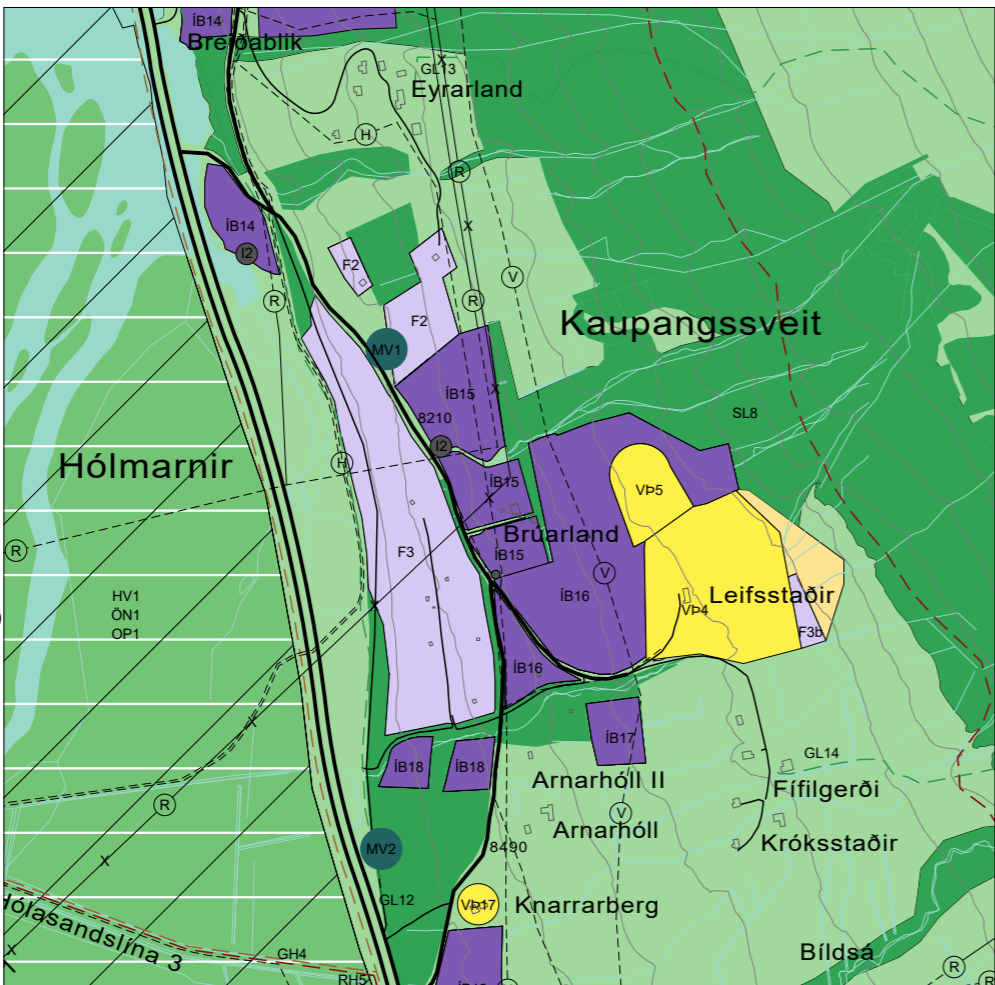 ÍB14
Breiðablik
X
GL13
Eyrarland
H
R
ÍB14
I2
X
F2
V
R
R
F2
Kaupangssveit
MV1
ÍB15
X
8210
SL8
I2
Hólmarnir
H
ÍB15
X
VÞ5
R
Brúarland
F3
ÍB15
V
HV1
ÖN1
OP1
ÍB16
Leifsstaðir
VÞ4
X
F3b
ÍB16
X
ÍB17
GL14
ÍB18
ÍB18
Arnarhóll II
Fífilgerði
R
V
Arnarhóll
Króksstaðir
MV2
8490
X
GL12
VÞ17
Knarrarberg
Hólasandslína 3
X
GH4
Bíldsá
R
RH5
R